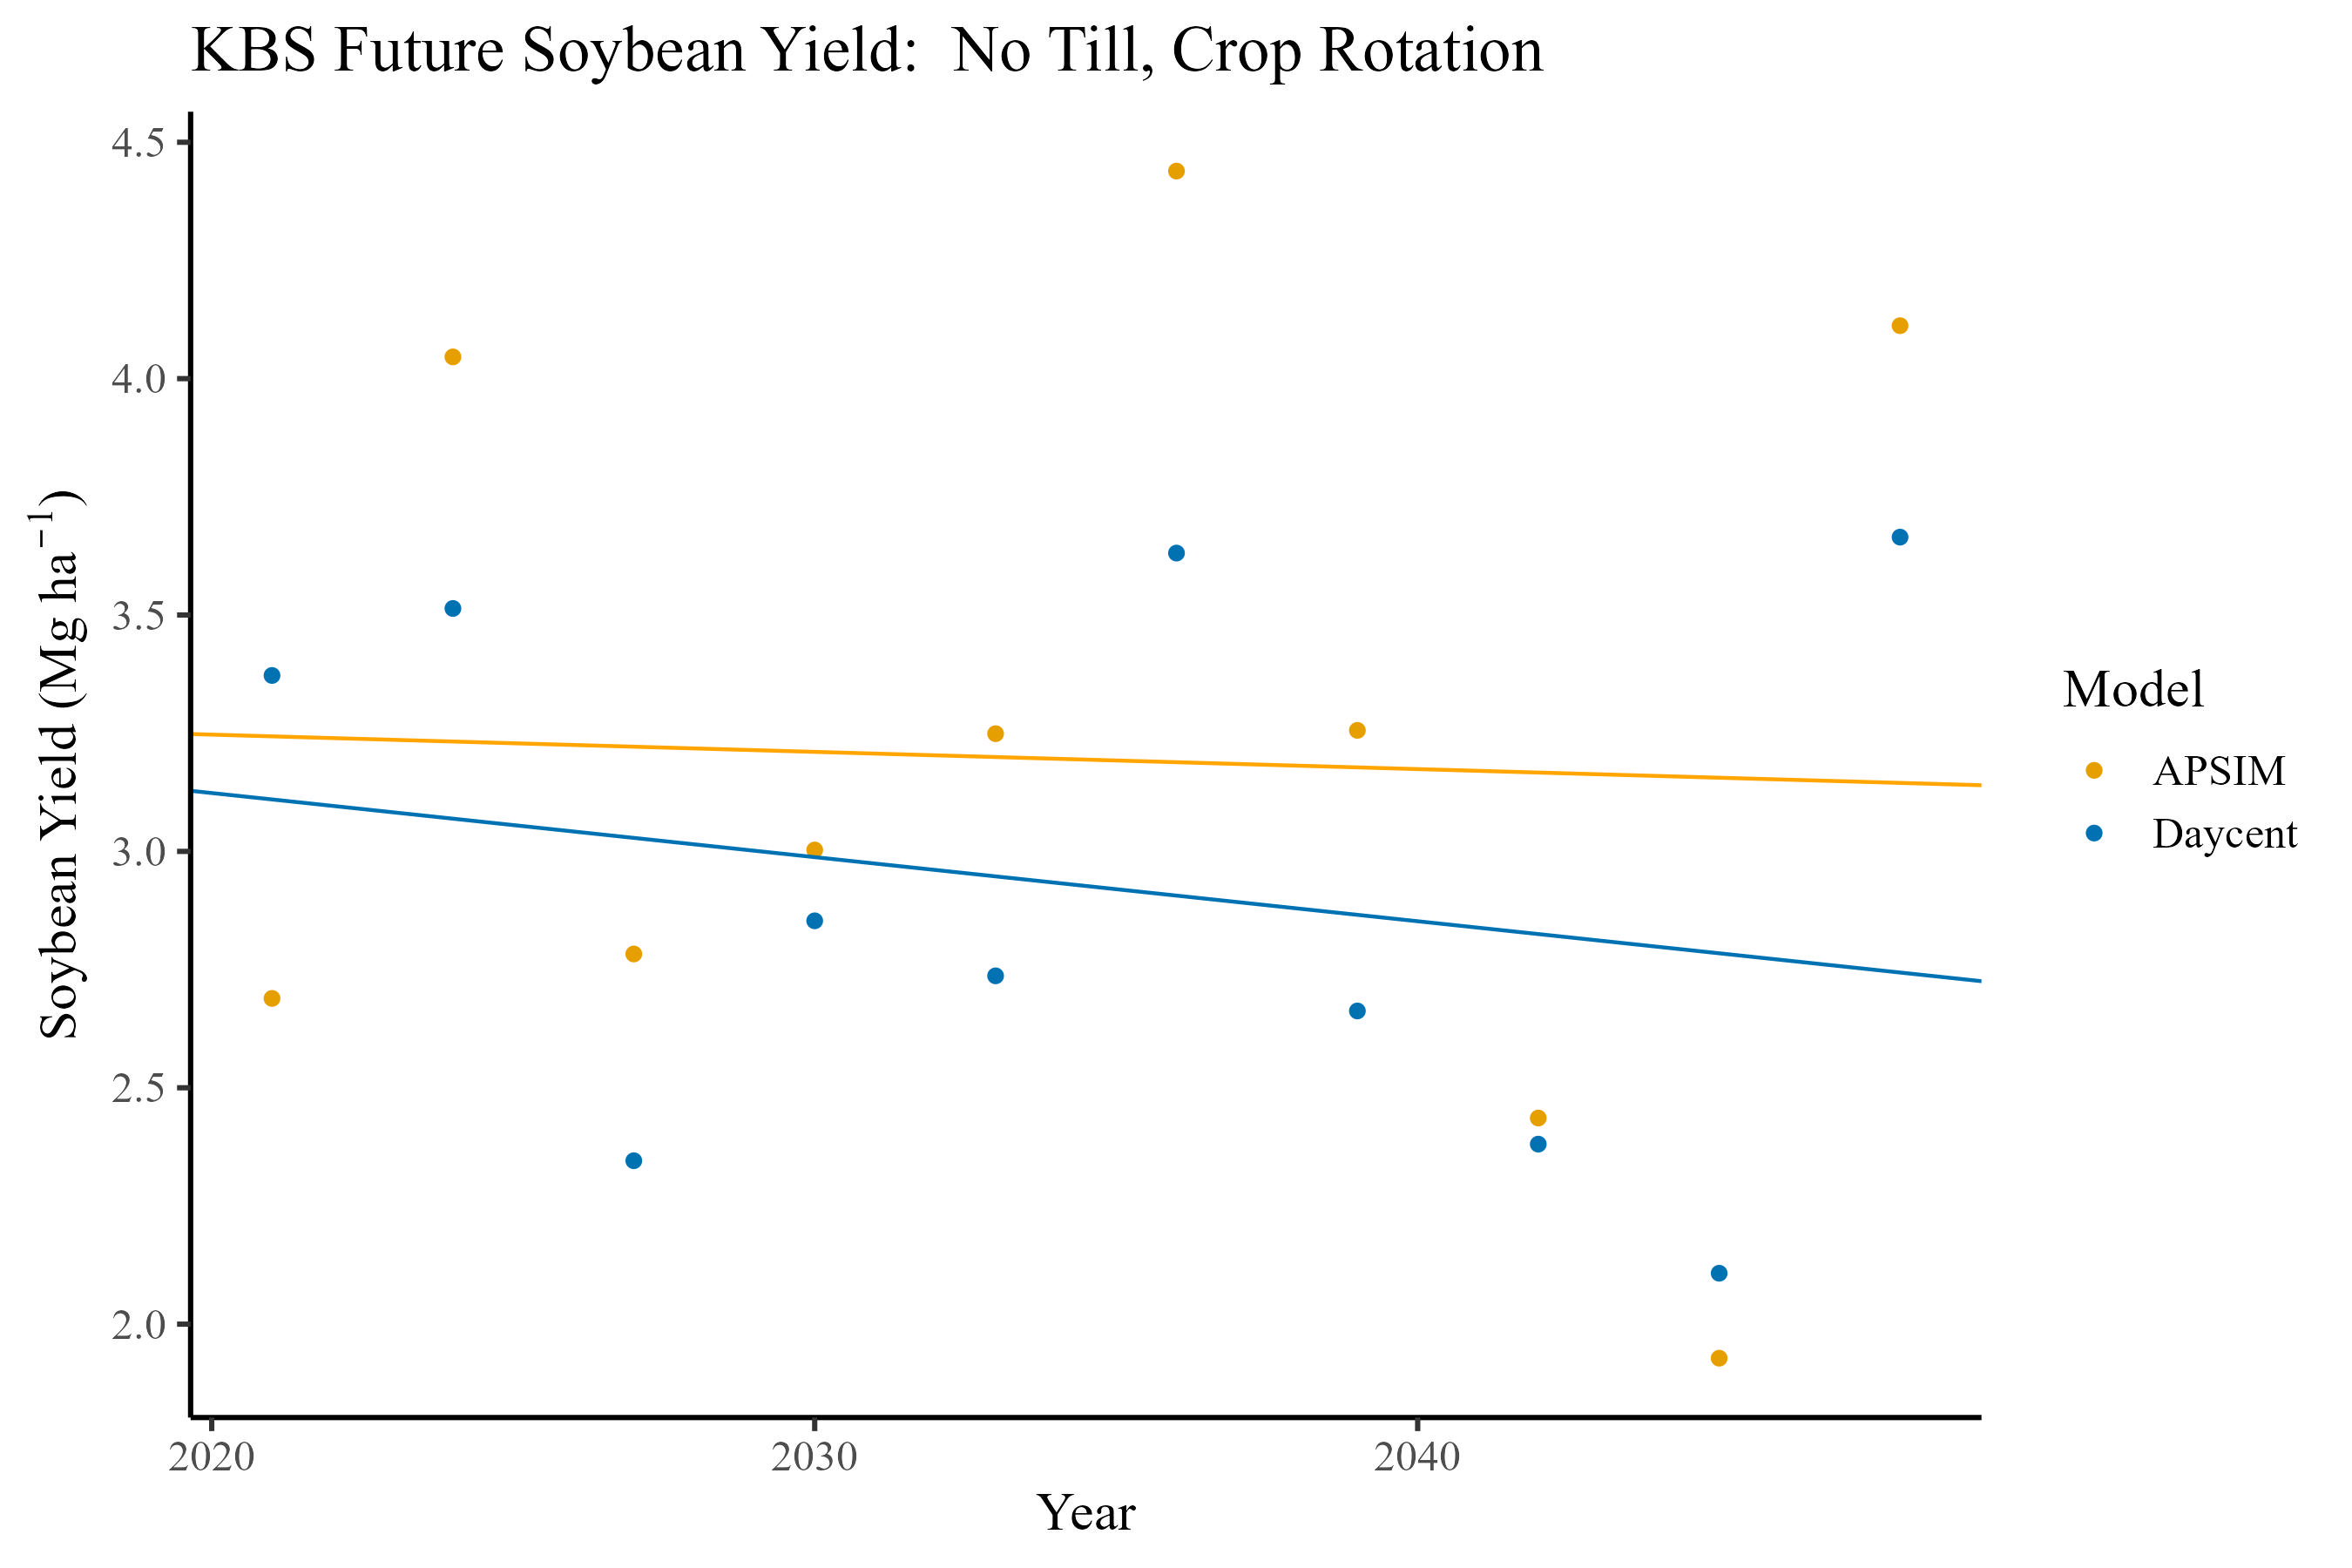 KBS Future Soybean Yield:  No Till, Crop Rotation
Soybean Yield (Mg ha⁻¹)
4.5
4.0
3.5
3.0
2.5
2.0
2020 2030 2040
Year
Model
APSIM
Daycent